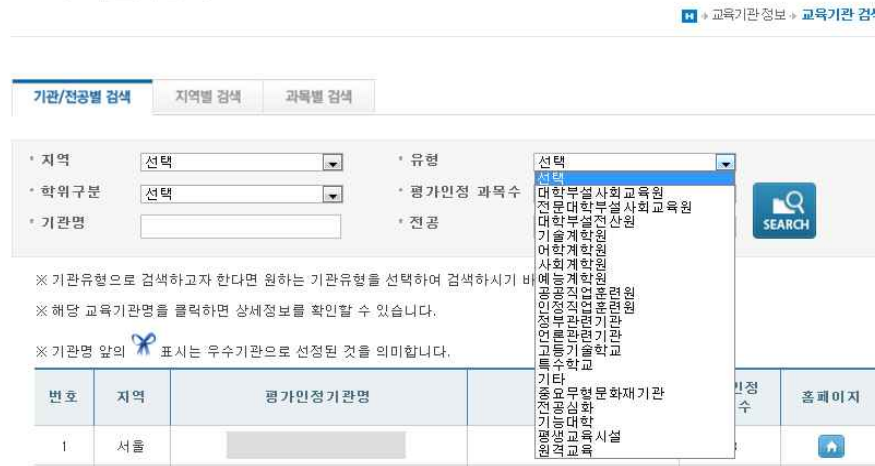 교육기관정보 교육기관 검색
기관/전공별 검색 지역별 검색 과목별 검색
지역 선택 유형 선택
선택
학위구분 선택 평가인정 과목수 대학부설사회교육원
전문대학부설사회교육원
기관명 전공 대학부설전산원
SEARCH
기술계학원
어학계학원
사회계학원
※ 기관유형으로 검색하고자 한다면 원하는 기관유형을 선택하여 검색하시기 바
예능계학원
공공직업훈련원
인정직업훈련원
※ 해당 교육기관명을 클릭하면 상세정보를 확인할 수 있습니다.
정부관련기관
언론관련기관
고등기술학교
※ 기관명 앞의 표시는 우수기관으로 선정된 것을 의미합니다.
특수학교
기타
중요무형문화재기관
전공심화
기능대학
평생교육시설
원격교육
번호 지역 평가인정기관명 인정 수 홈페이지
1 서울